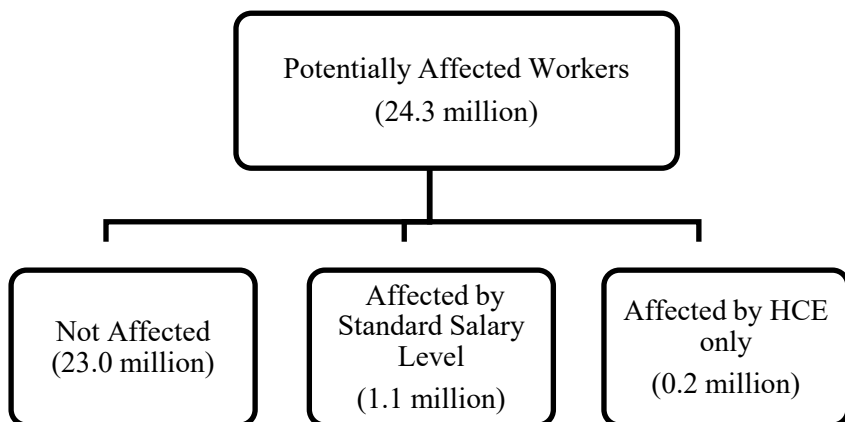 Potentially Affected Workers
(24.3 million)
Not Affected
(23.0 million)
Affected by
Standard Salary
Level
(1.1 million)
Affected by HCE
only
(0.2 million)